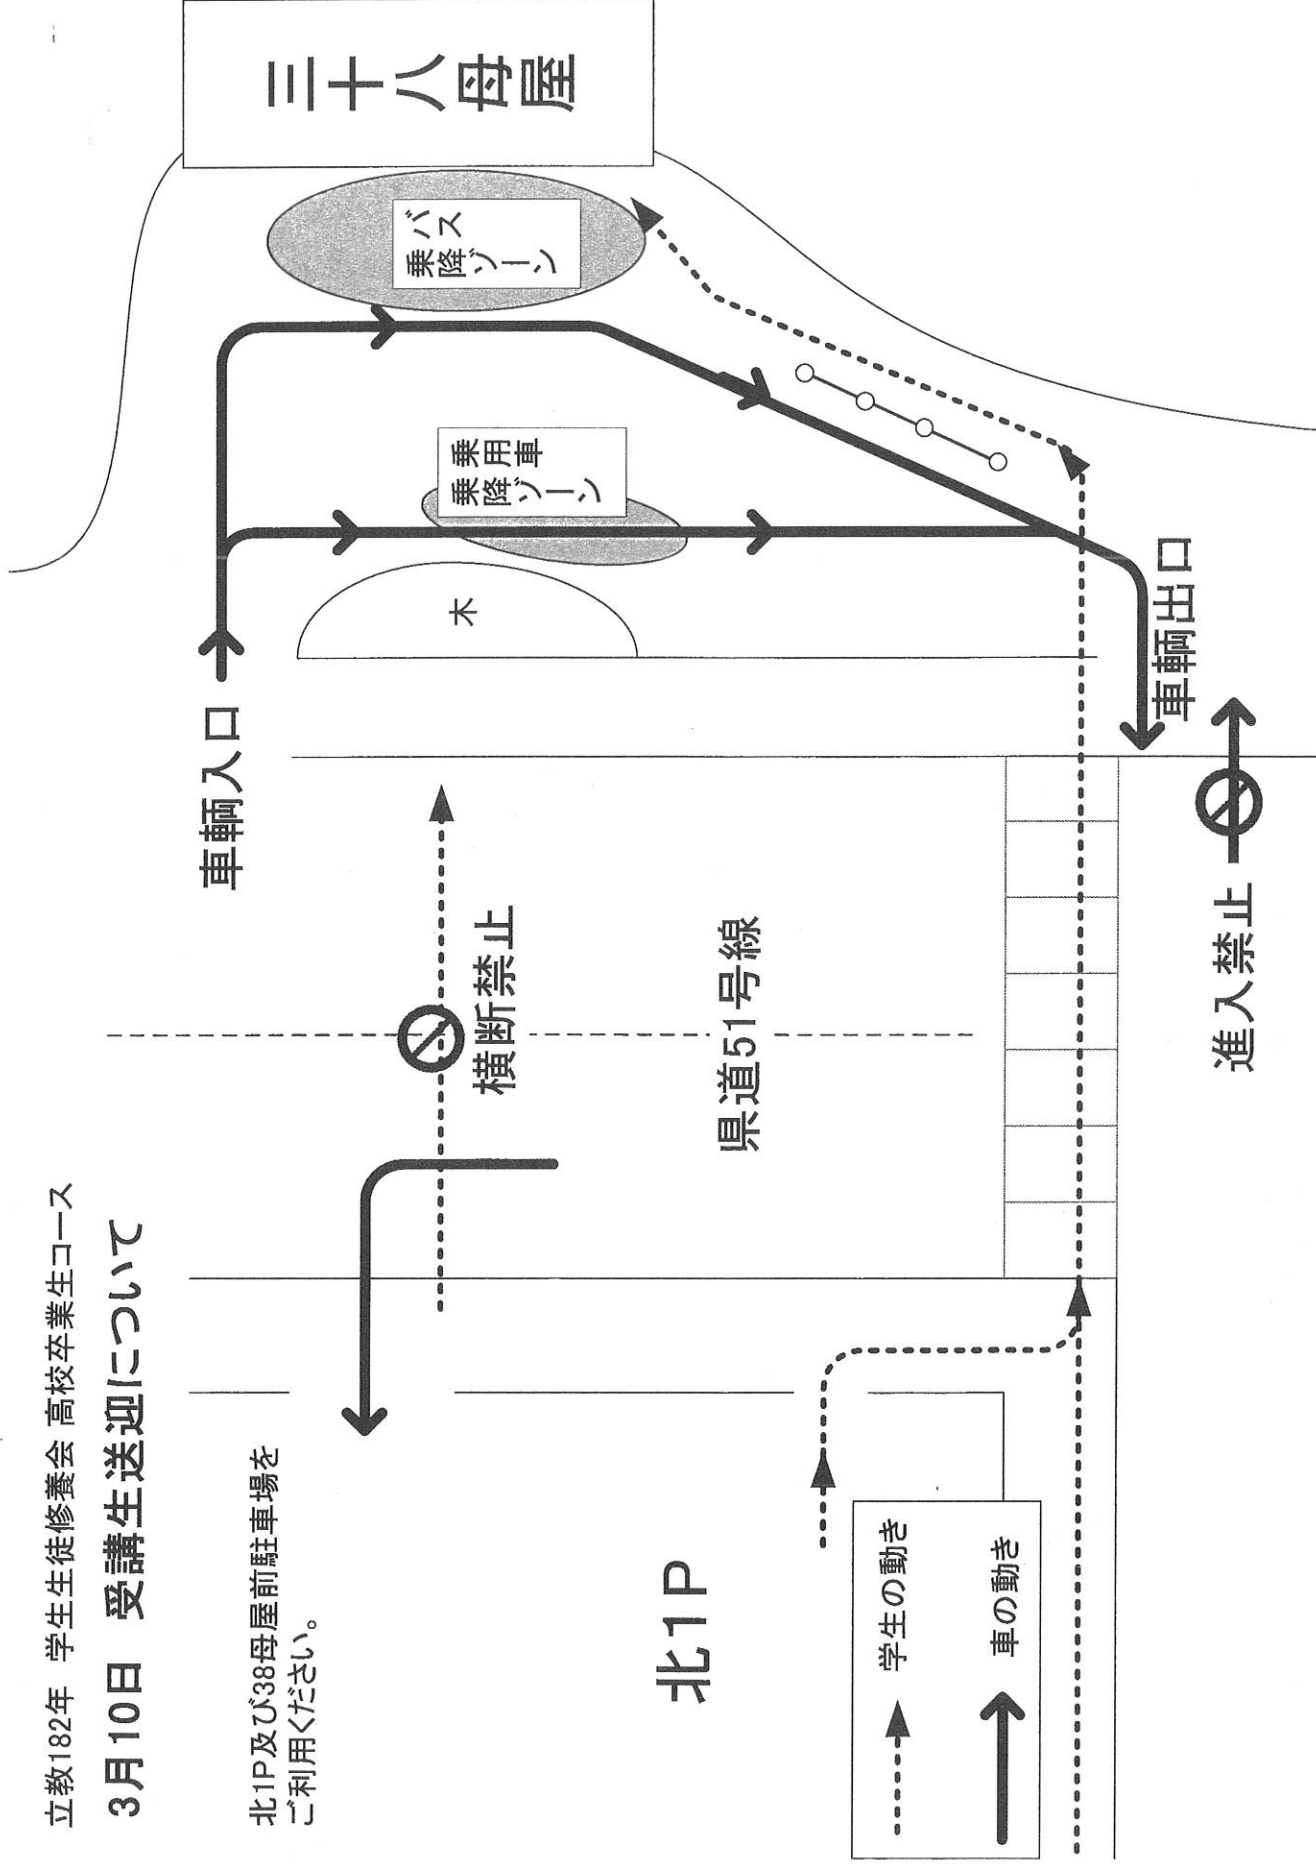 立教182年 学生生徒修養会 高校卒業生コース
3月10日 受講生送迎について
北1P及び38母屋前駐車場を
ご利用ください。
車輌入口
三十八母屋
バス
乗降ゾーン
乗用車
乗降ゾーン
木
横断禁止
県道51号線
北1P
車輌出口
進入禁止
学生の動き
車の動き